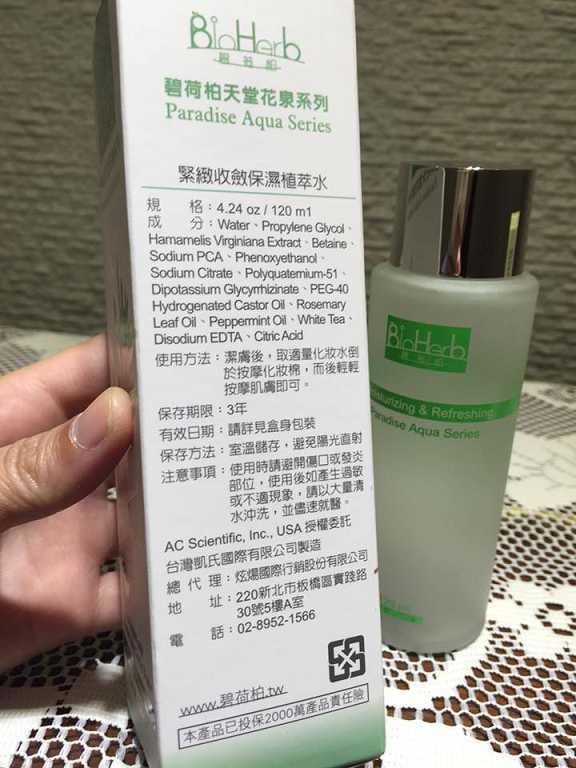 BioHerb
碧荷柏
碧荷柏天堂花泉系列
Paradise Aqua Series
緊緻收斂保濕植萃水
規　　格：4.24 oz / 120 ml
成　　分：Water、Propylene Glycol、
Hamamelis Virginiana Extract、Betaine、
Sodium PCA、Phenoxyethanol、
Sodium Citrate、Polyquaternium-51、
Dipotassium Glycyrrhizinate、PEG-40
Hydrogenated Castor Oil、Rosemary
Leaf Oil、Peppermint Oil、White Tea、
Disodium EDTA、Citric Acid
使用方法：潔膚後，取適量化妝水倒
於按摩化妝棉，而後輕輕
按摩肌膚即可。
保存期限：3年
有效日期：請詳見盒身包裝
保存方法：室溫儲存，避免陽光直射
注意事項：使用時請避開傷口或發炎
部位，使用後如產生過敏
或不適現象，請以大量清
水沖洗，並儘速就醫。
AC Scientific, Inc., USA 授權委託
台灣凱氏國際有限公司製造
總 代 理：炫煬國際行銷股份有限公司
地　　址：220新北市板橋區實踐路
30號5樓A室
電　　話：02-8952-1566
www.碧荷柏.tw
本產品已投保2000萬產品責任險
BioHerb
碧荷柏
Moisturizing & Refreshing
Paradise Aqua Series